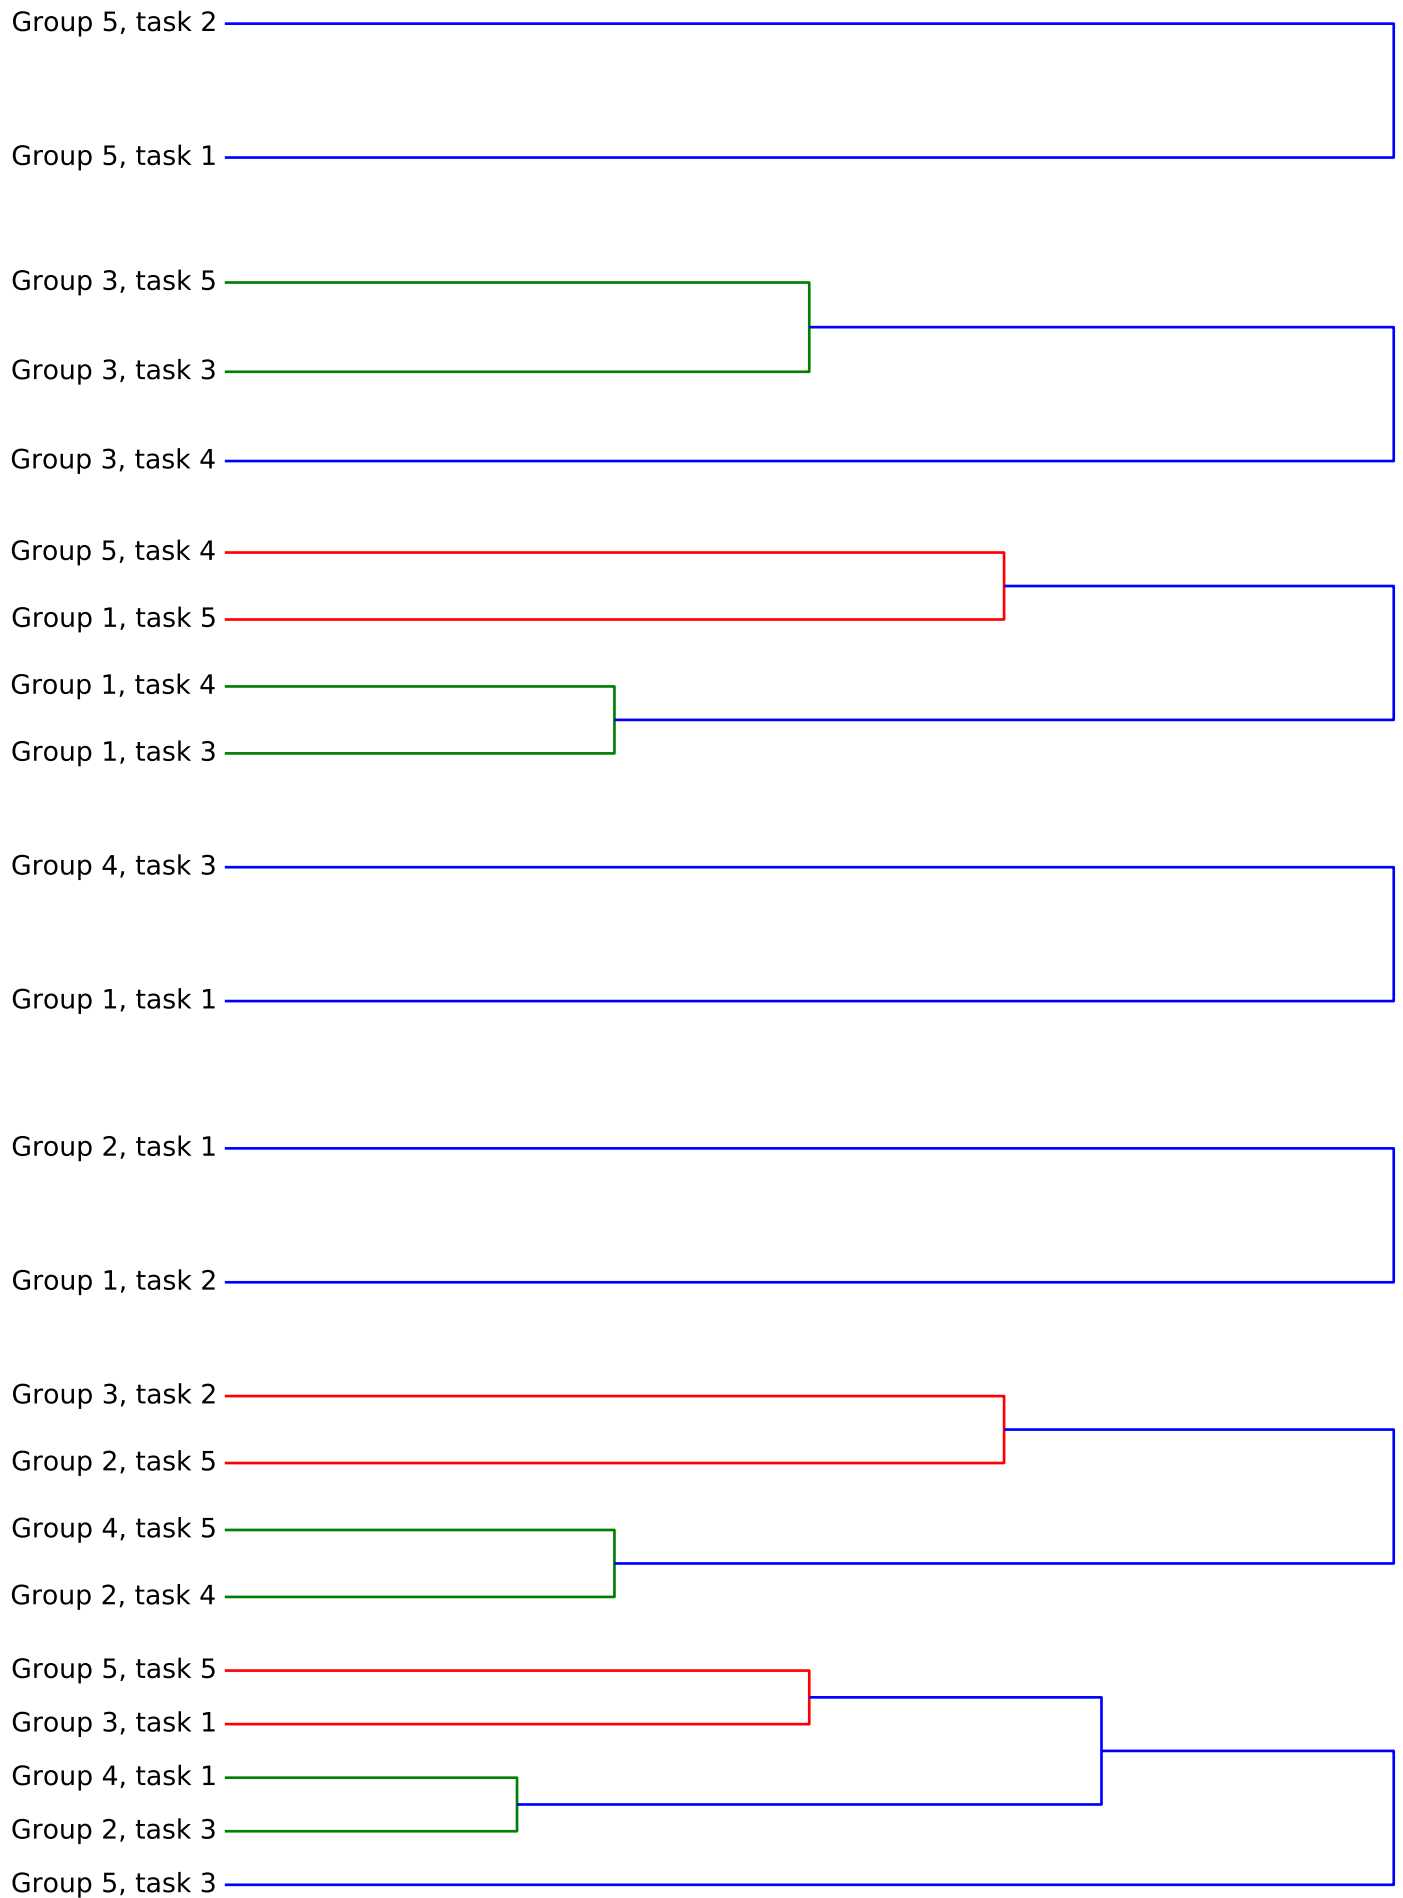 Group 5, task 2
Group 5, task 1
Group 3, task 5
Group 3, task 3
Group 3, task 4
Group 5, task 4
Group 1, task 5
Group 1, task 4
Group 1, task 3
Group 4, task 3
Group 1, task 1
Group 2, task 1
Group 1, task 2
Group 3, task 2
Group 2, task 5
Group 4, task 5
Group 2, task 4
Group 5, task 5
Group 3, task 1
Group 4, task 1
Group 2, task 3
Group 5, task 3